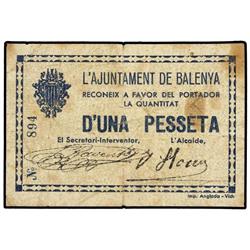 L'AJUNTAMENT DE BALENYA
RECONEIX A FAVOR DEL PORTADOR
LA QUANTITAT
D'UNA PESSETA
El Secretari-Interventor, L'Alcalde,
Nº 894
Imp. Anglada - Vich